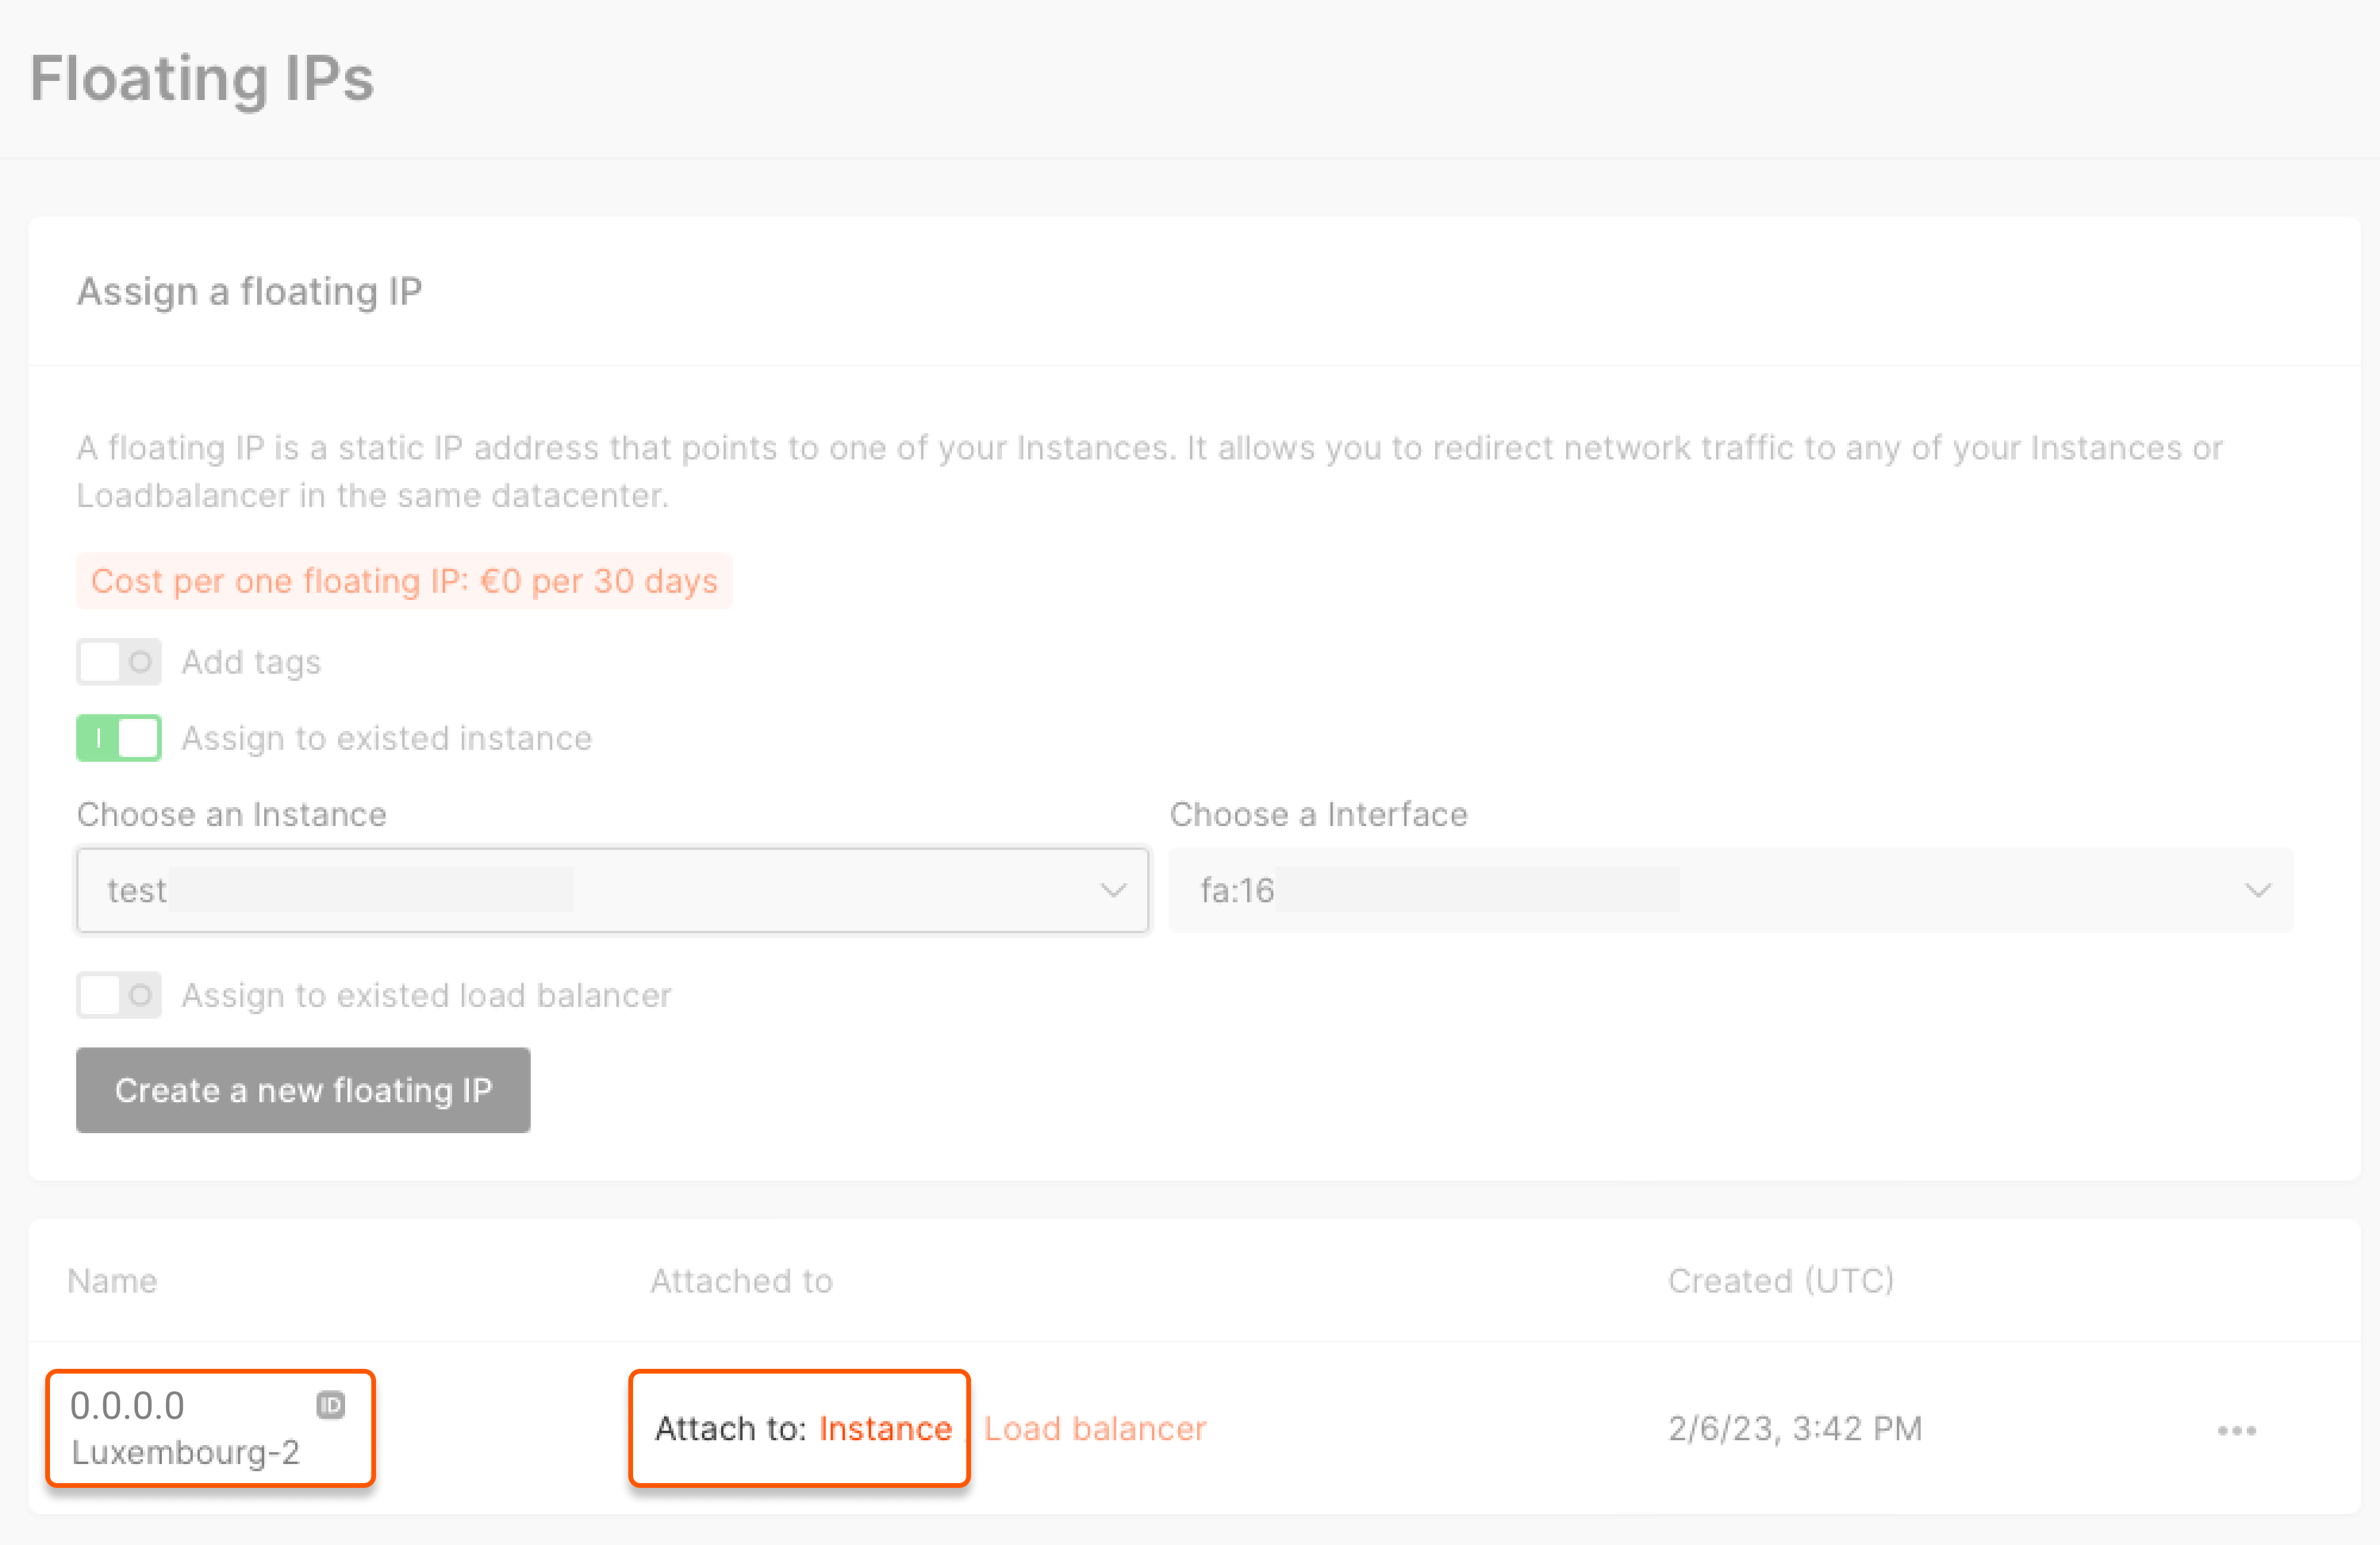 Floating IPs
Assign a floating IP
A floating IP is a static IP address that points to one of your Instances. It allows you to redirect network traffic to any of your Instances or
Loadbalancer in the same datacenter.
Cost per one floating IP: €0 per 30 days
Add tags
Assign to existed instance
Choose an Instance
Choose a Interface
test
fa:16
Assign to existed load balancer
Create a new floating IP
Name
Attached to
Created (UTC)
0.0.0.0 ID
Luxembourg-2
Attach to: Instance Load balancer
2/6/23, 3:42 PM